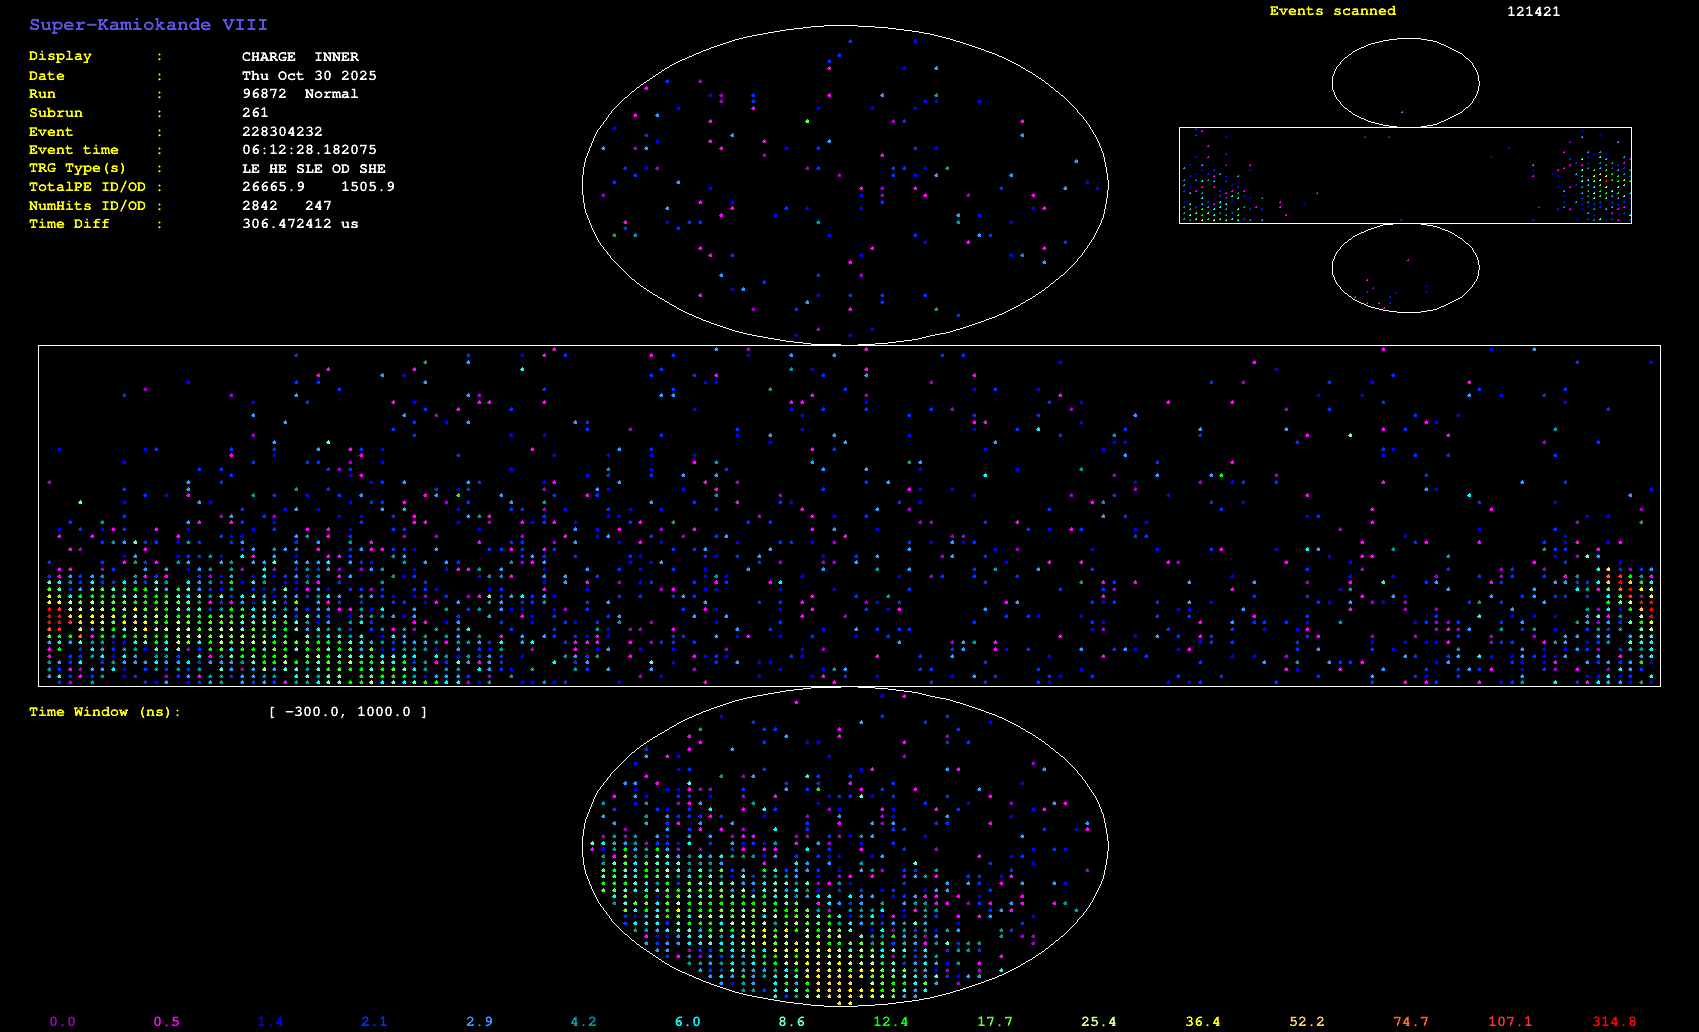 Super-Kamiokande VIII
Events scanned 121421
Display : CHARGE INNER
Date : Thu Oct 30 2025
Run : 96872 Normal
Subrun : 261
Event : 228304232
Event time : 06:12:28.182075
TRG Type(s) : LE HE SLE OD SHE
TotalPE ID/OD : 26665.9 1505.9
NumHits ID/OD : 2842 247
Time Diff : 306.472412 us
Time Window (ns): [ -300.0, 1000.0 ]
0.0 0.5 1.4 2.1 2.9 4.2 6.0 8.6 12.4 17.7 25.4 36.4 52.2 74.7 107.1 314.8